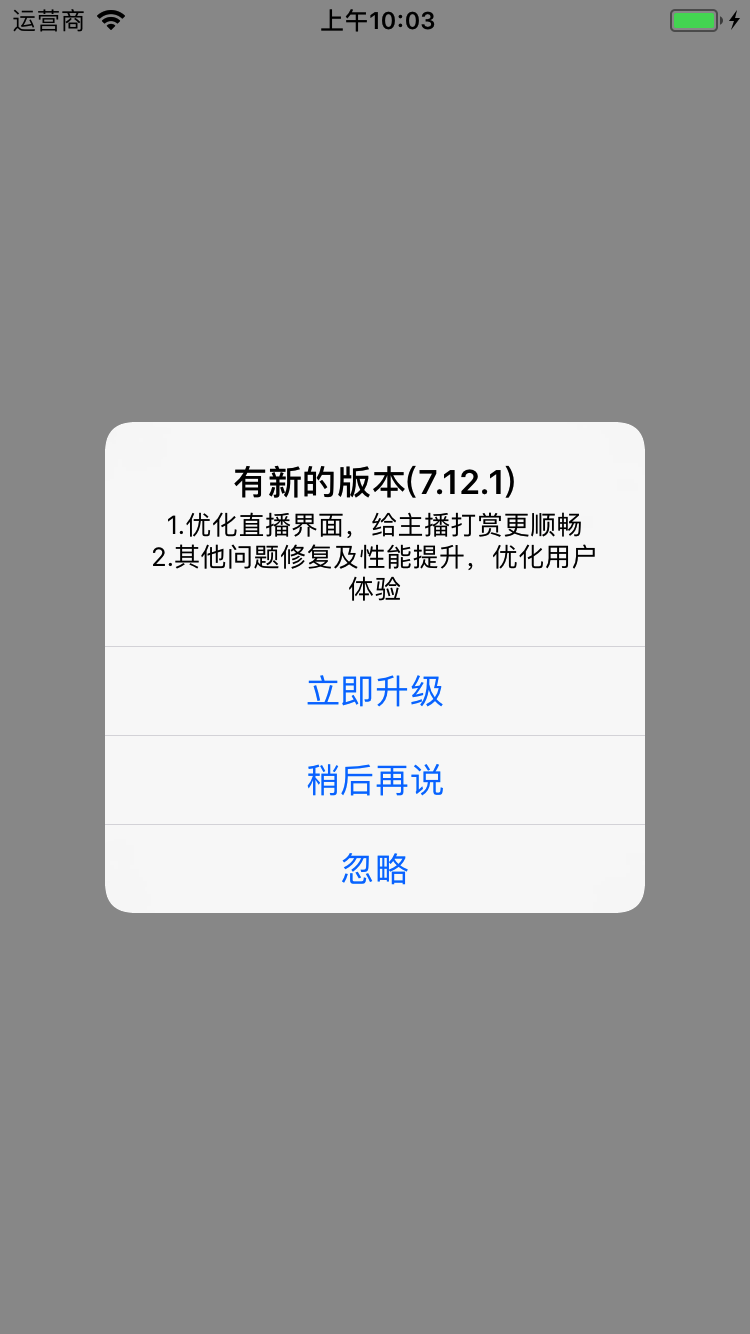 运营商
上午10:03
有新的版本(7.12.1)
1.优化直播界面，给主播打赏更顺畅
2.其他问题修复及性能提升，优化用户
体验
立即升级
稍后再说
忽略